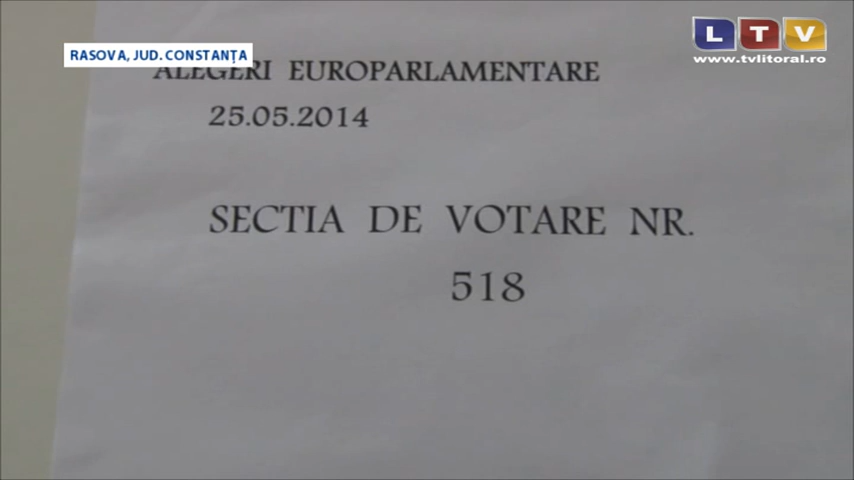 RASOVA, JUD. CONSTANȚA
LTV
www.tvlitoral.ro
ALEGERI EUROPARLAMENTARE
25.05.2014
SECTIA DE VOTARE NR.
518